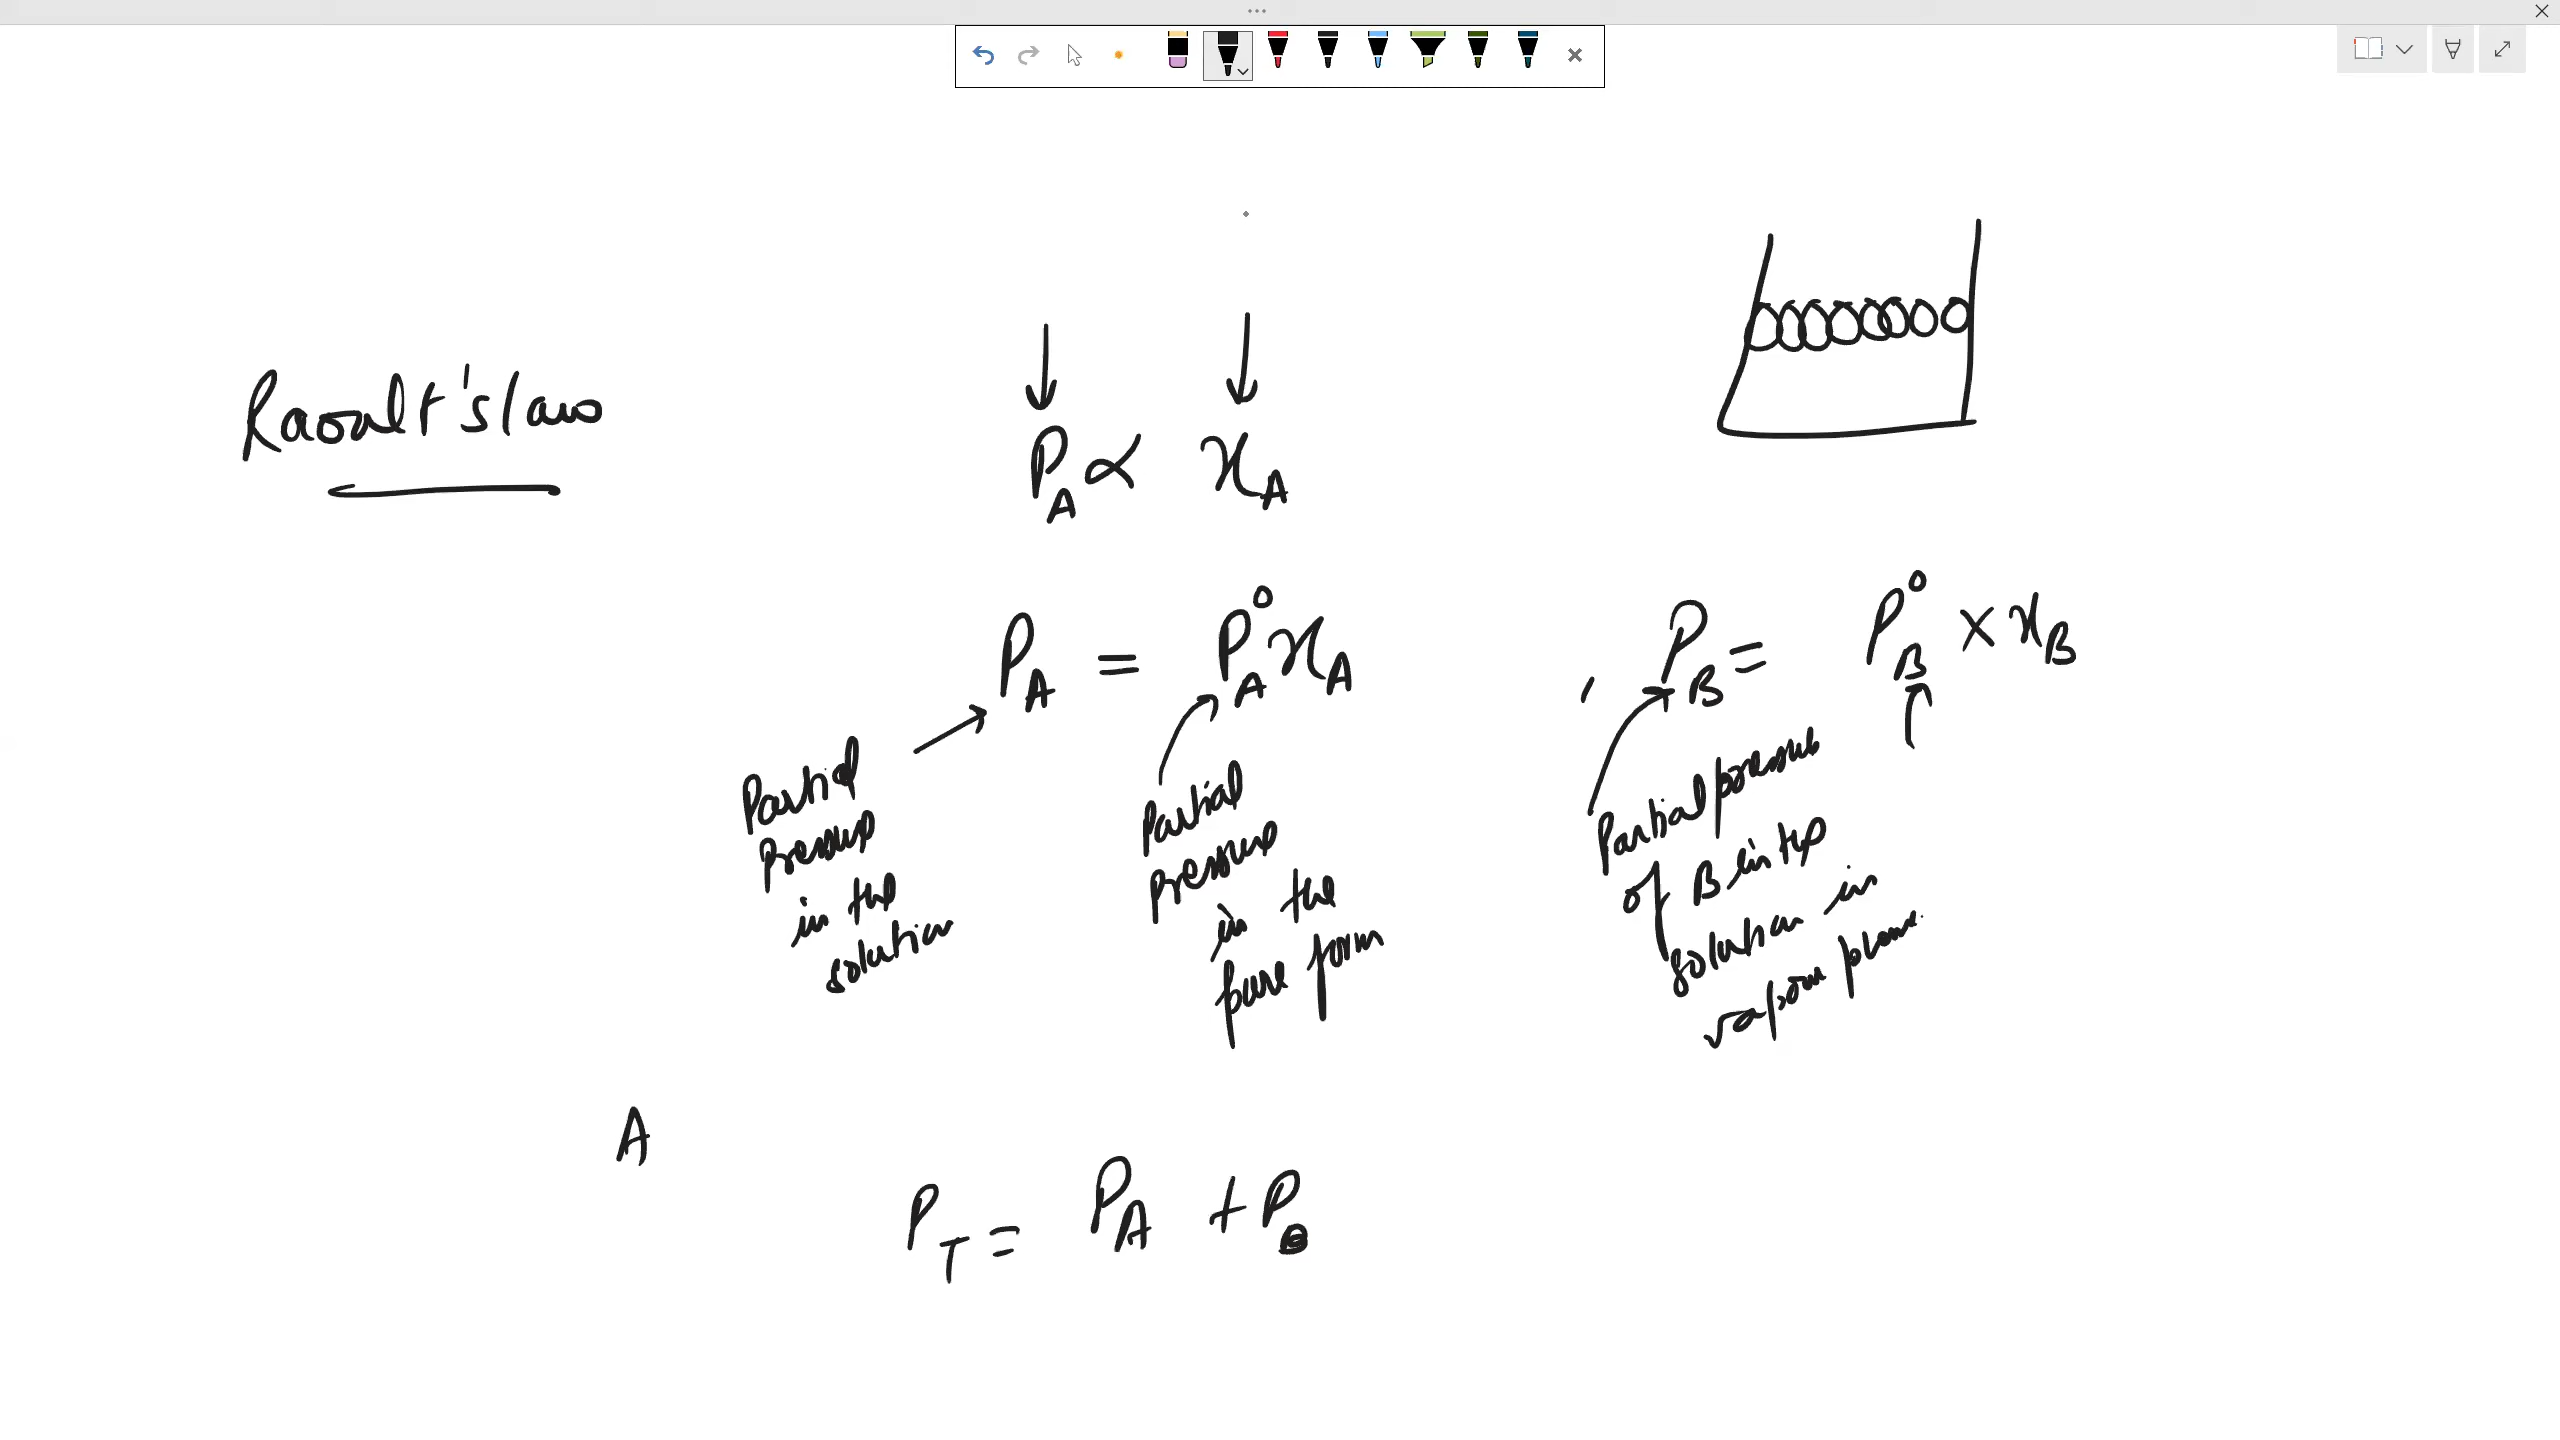 Raoult's law
P_A ∝ x_A
P_A = P°_A x_A , P_B = P°_B × x_B
Partial
pressure
in the
solution
Partial
pressure
in the
pure form
Partial pressure
of B in the
solution in
vapour phase.
A
P_T = P_A + P_B